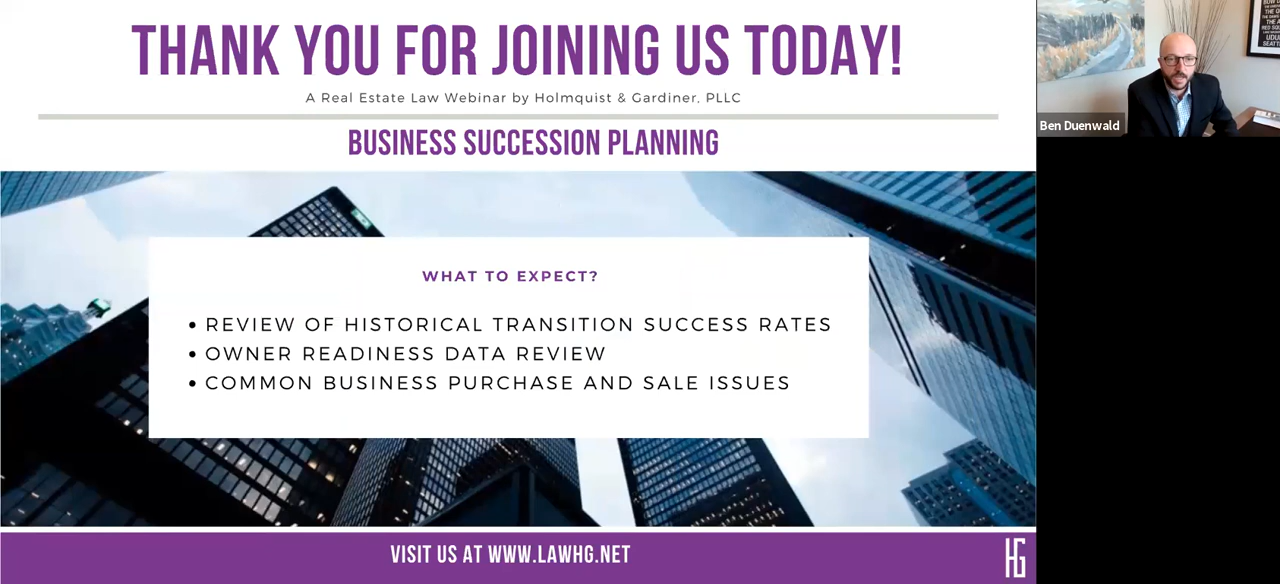 THANK YOU FOR JOINING US TODAY!
A Real Estate Law Webinar by Holmquist & Gardiner, PLLC
BUSINESS SUCCESSION PLANNING
WHAT TO EXPECT?
• REVIEW OF HISTORICAL TRANSITION SUCCESS RATES
• OWNER READINESS DATA REVIEW
• COMMON BUSINESS PURCHASE AND SALE ISSUES
VISIT US AT WWW.LAWHG.NET
HG
Ben Duenwald